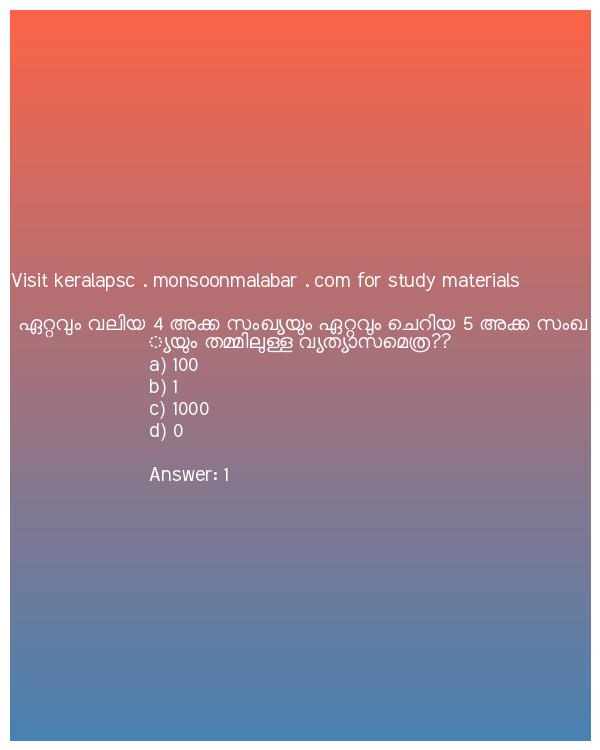 Visit keralapsc . monsoonmalabar . com for study materials
ഏറ്റവും വലിയ 4 അക്ക സംഖ്യയും ഏറ്റവും ചെറിയ 5 അക്ക സംഖ
്യയും തമ്മിലുള്ള വ്യത്യാസമെത്ര??
a) 100
b) 1
c) 1000
d) 0
Answer: 1